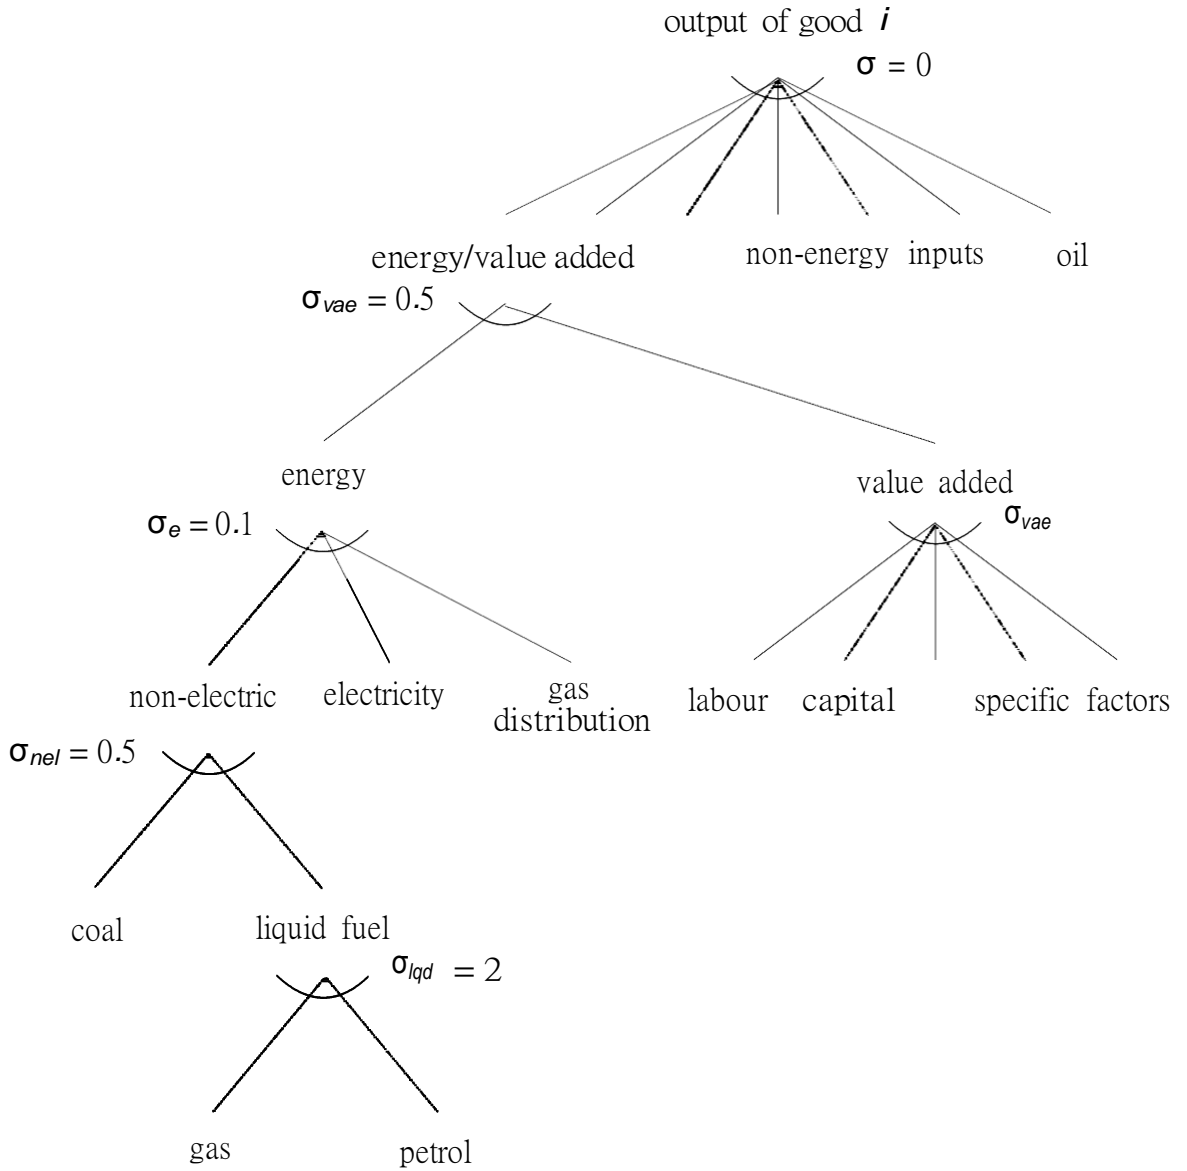 output of good i
σ = 0
energy/value added
non-energy inputs
oil
σvae = 0.5
energy
value added
σe = 0.1
σvae
non-electric
electricity
gas
distribution
labour
capital
specific factors
σnel = 0.5
coal
liquid fuel
σlqd = 2
gas
petrol